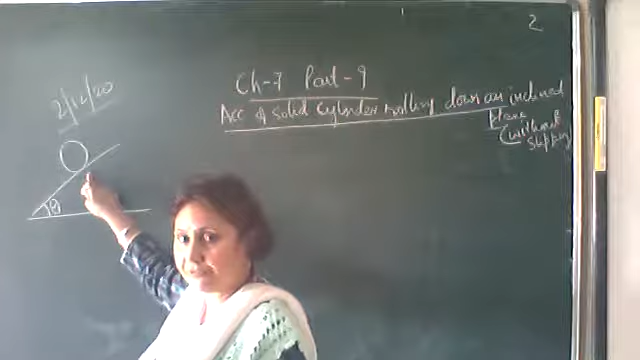 2
2/12/20
Ch-7 Part-9
Acc of solid cylinder rolling down an inclined
Plane
(without
slipping)
θ